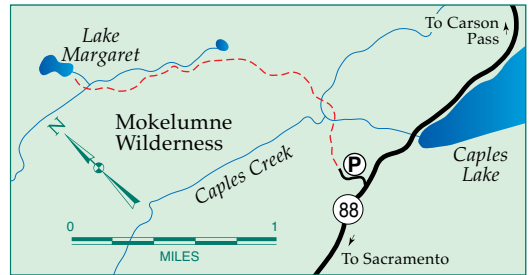 Lake
Margaret
To Carson
Pass
N
Mokelumne
Wilderness
Caples Creek
P
Caples
Lake
88
0 1
MILES
To Sacramento